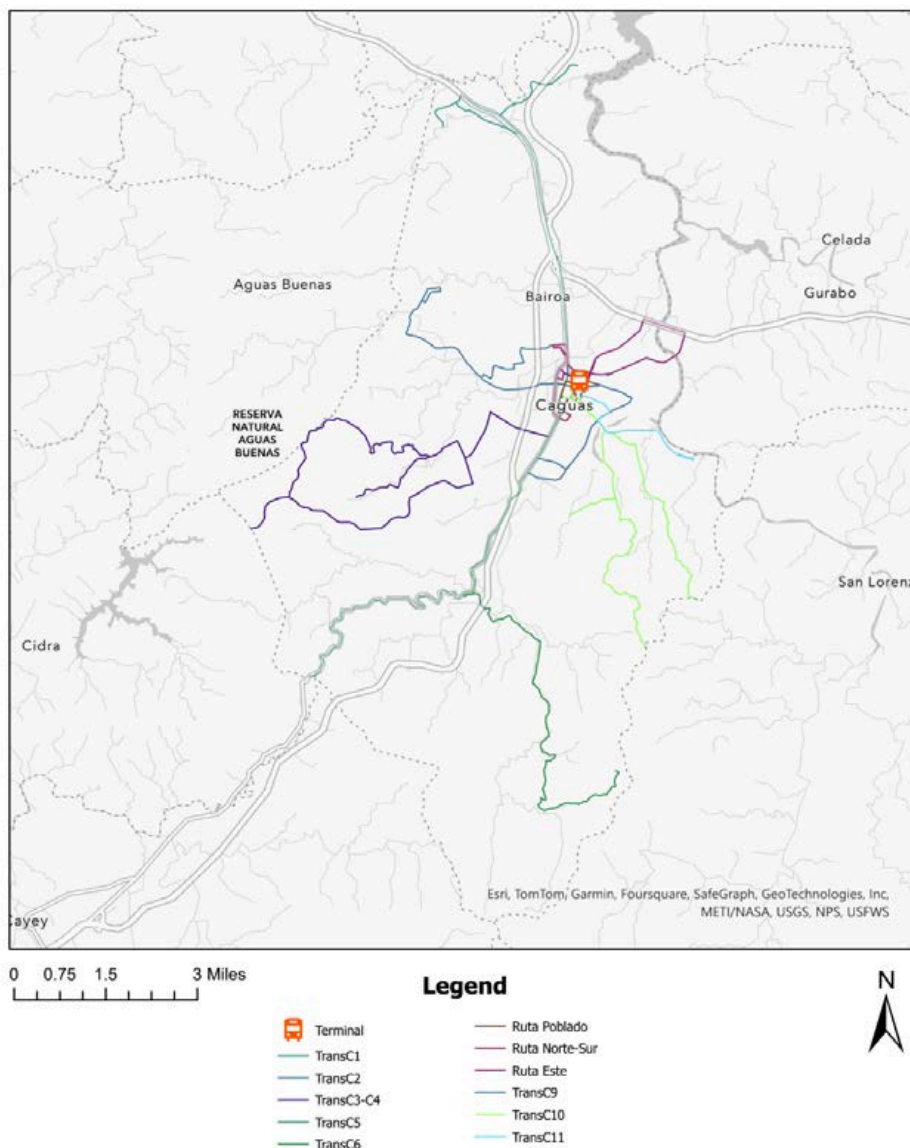 Celada
Aguas Buenas
Gurabo
Bairoa
Caguas
RESERVA
NATURAL
AGUAS
BUENAS
San Lorenz
Cidra
Esri, TomTom, Garmin, Foursquare, SafeGraph, GeoTechnologies, Inc,
METI/NASA, USGS, NPS, USFWS
Cayey
0 0.75 1.5 3 Miles
Legend
N
Terminal
TransC1
TransC2
TransC3-C4
TransC5
TransC6
Ruta Poblado
Ruta Norte-Sur
Ruta Este
TransC9
TransC10
TransC11